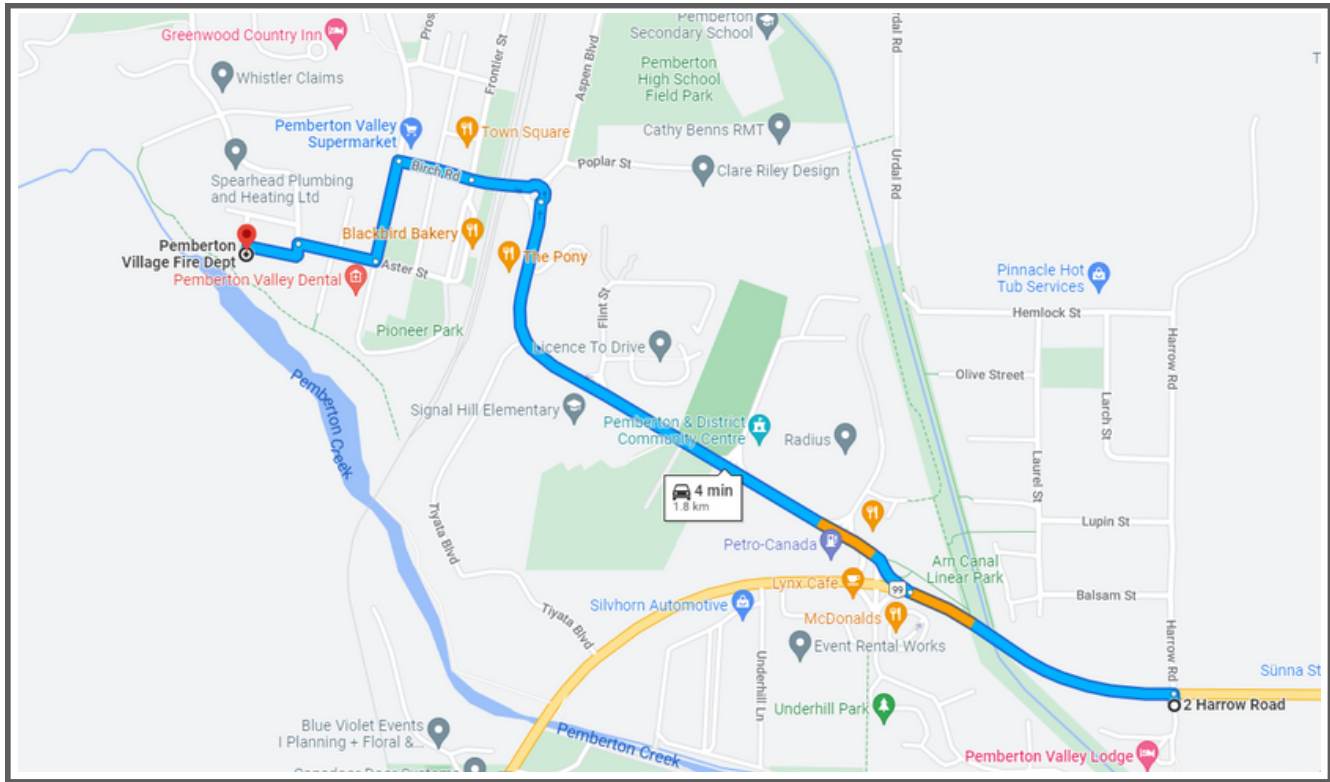 Pemberton
Secondary School
Greenwood Country Inn
Pros
Frontier St
Aspen Blvd
Urdal Rd
T
Whistler Claims
Pemberton
High School
Field Park
Pemberton Valley
Supermarket
Town Square
Cathy Benns RMT
Birch Rd
Poplar St
Clare Riley Design
Urdal Rd
Spearhead Plumbing
and Heating Ltd
Pemberton
Village Fire Dept
Blackbird Bakery
The Pony
Aster St
Pemberton Valley Dental
Pinnacle Hot
Tub Services
Hemlock St
Flint St
Pioneer Park
Licence To Drive
Harrow Rd
Olive Street
Pemberton Creek
Signal Hill Elementary
Pemberton & District
Community Centre
Radius
Larch St
Laurel St
4 min
1.8 km
Lupin St
Tiyata Blvd
Petro-Canada
Arn Canal
Linear Park
Lynx Cafe
99
Balsam St
Silvhorn Automotive
McDonalds
Tiyata Blvd
Event Rental Works
Harrow Rd
Underhill Ln
Sünna St
2 Harrow Road
Underhill Park
Blue Violet Events
| Planning + Floral &...
Pemberton Creek
Pemberton Valley Lodge